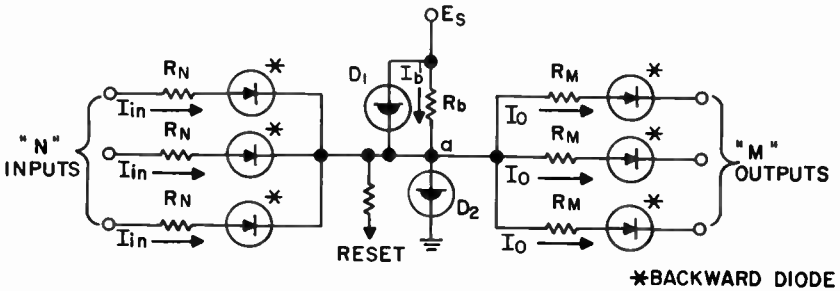 Es
RN * D1 Ib Rb RM *
Iin Io
RN * a RM *
"N" INPUTS Iin Io "M" OUTPUTS
RN * D2 RM *
Iin RESET Io
*BACKWARD DIODE